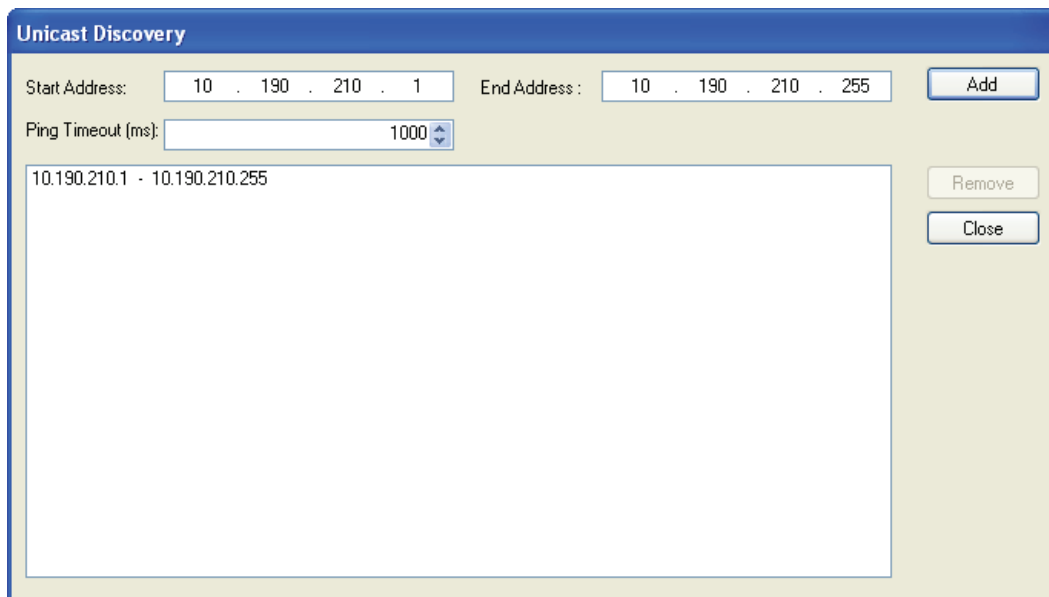 Unicast Discovery
Start Address: 10 . 190 . 210 . 1 End Address : 10 . 190 . 210 . 255 Add
Ping Timeout (ms): 1000
10.190.210.1 - 10.190.210.255
Remove
Close